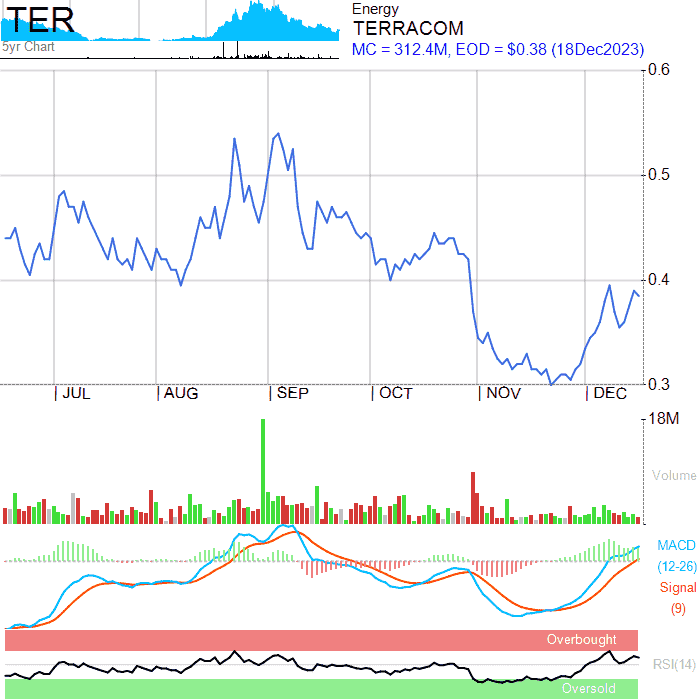 TER
5yr Chart
Energy
TERRACOM
MC = 312.4M, EOD = $0.38 (18Dec2023)
0.6
0.5
0.4
0.3
| JUL | AUG | SEP | OCT | NOV | DEC
18M
Volume
MACD
(12-26)
Signal
(9)
Overbought
RSI(14)
Oversold